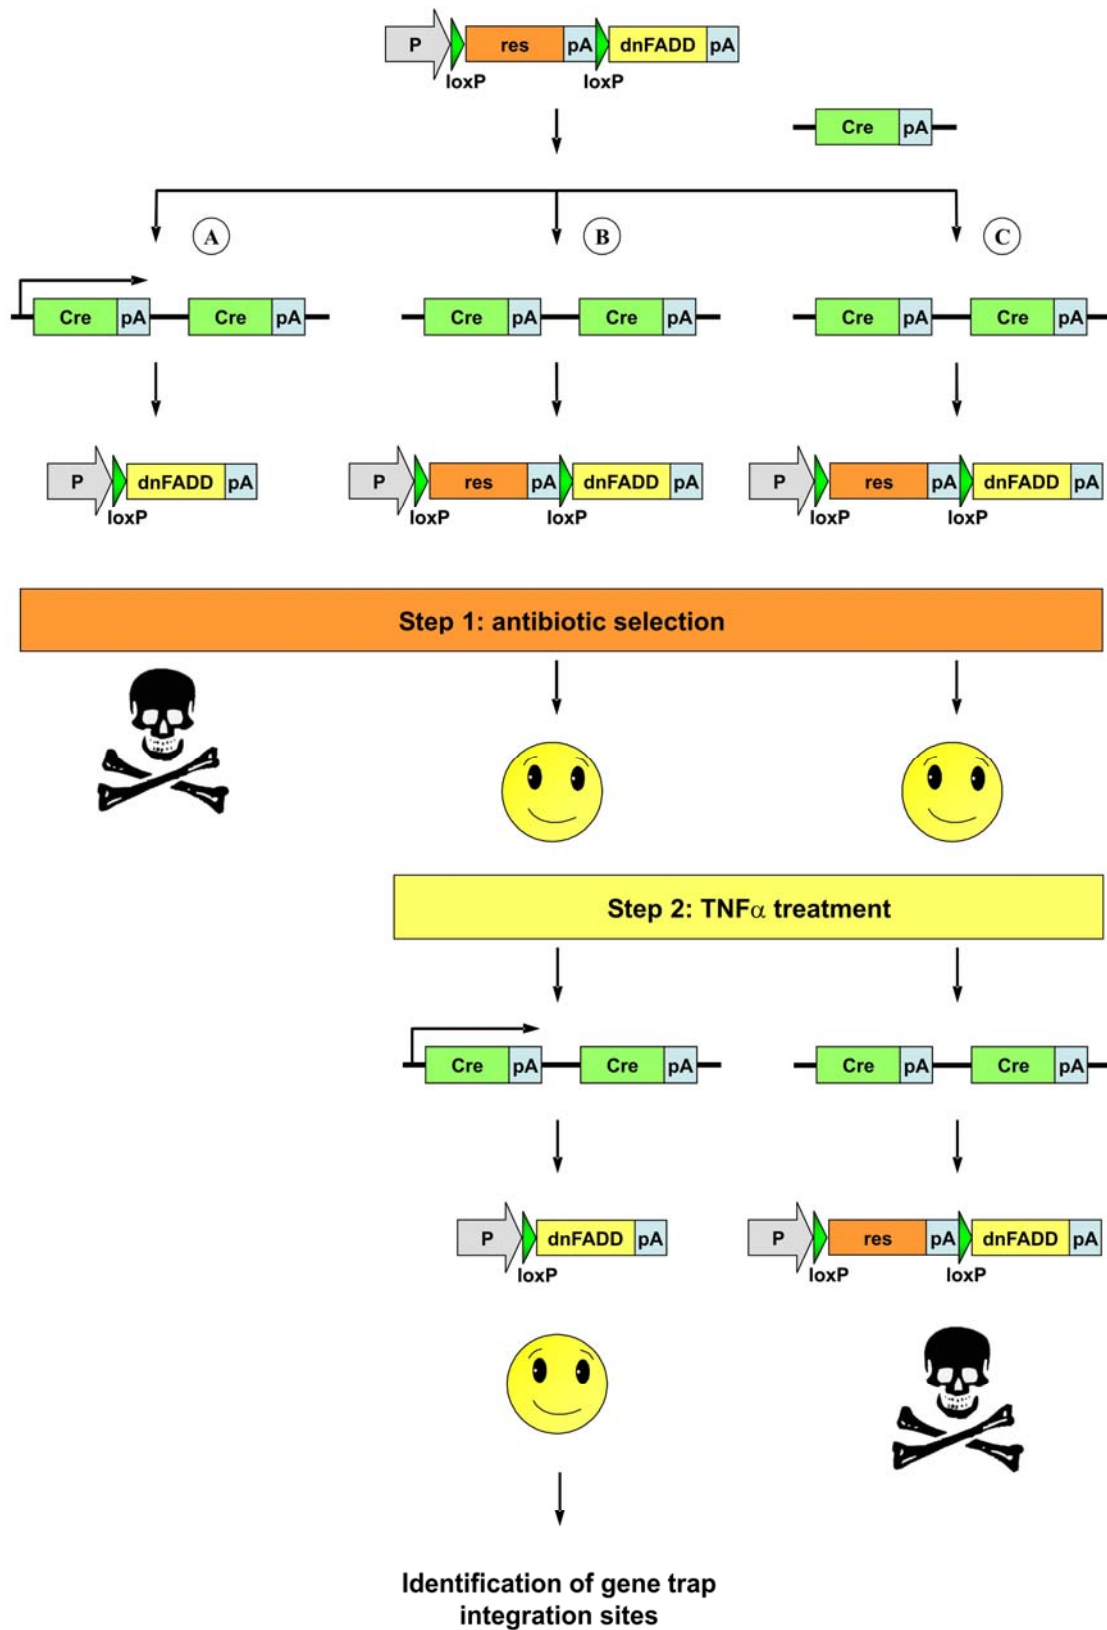 P res pA dnFADD pA
loxP loxP
Cre pA
A B C
Cre pA Cre pA Cre pA Cre pA Cre pA Cre pA
P dnFADD pA P res pA dnFADD pA P res pA dnFADD pA
loxP loxP loxP loxP loxP
Step 1: antibiotic selection
Step 2: TNFα treatment
Cre pA Cre pA Cre pA Cre pA
P dnFADD pA P res pA dnFADD pA
loxP loxP loxP
Identification of gene trap
integration sites